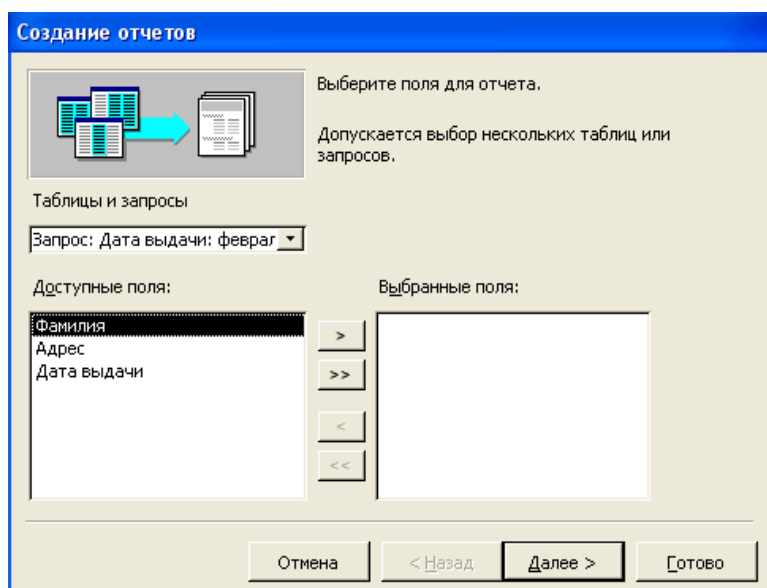 Создание отчетов
Выберите поля для отчета.
Допускается выбор нескольких таблиц или
запросов.
Таблицы и запросы
Запрос: Дата выдачи: феврал
Доступные поля:
Выбранные поля:
Фамилия
Адрес
Дата выдачи
>
>>
<
<<
Отмена
< Назад
Далее >
Готово